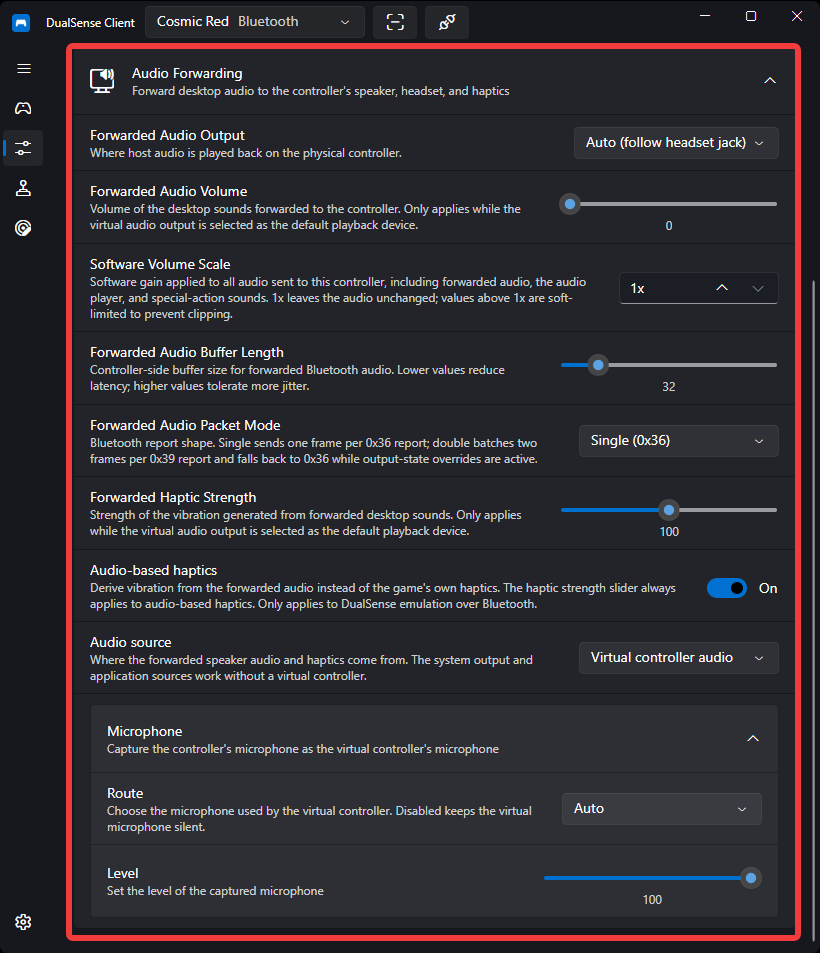 DualSense Client
Cosmic Red Bluetooth
Audio Forwarding
Forward desktop audio to the controller's speaker, headset, and haptics
Forwarded Audio Output
Where host audio is played back on the physical controller.
Auto (follow headset jack)
Forwarded Audio Volume
Volume of the desktop sounds forwarded to the controller. Only applies while the
virtual audio output is selected as the default playback device.
0
Software Volume Scale
Software gain applied to all audio sent to this controller, including forwarded audio, the audio
player, and special-action sounds. 1x leaves the audio unchanged; values above 1x are soft-
limited to prevent clipping.
1x
Forwarded Audio Buffer Length
Controller-side buffer size for forwarded Bluetooth audio. Lower values reduce
latency; higher values tolerate more jitter.
32
Forwarded Audio Packet Mode
Bluetooth report shape. Single sends one frame per 0x36 report; double batches two
frames per 0x39 report and falls back to 0x36 while output-state overrides are active.
Single (0x36)
Forwarded Haptic Strength
Strength of the vibration generated from forwarded desktop sounds. Only applies
while the virtual audio output is selected as the default playback device.
100
Audio-based haptics
Derive vibration from the forwarded audio instead of the game's own haptics. The haptic strength slider always
applies to audio-based haptics. Only applies to DualSense emulation over Bluetooth.
On
Audio source
Where the forwarded speaker audio and haptics come from. The system output and
application sources work without a virtual controller.
Virtual controller audio
Microphone
Capture the controller's microphone as the virtual controller's microphone
Route
Choose the microphone used by the virtual controller. Disabled keeps the virtual
microphone silent.
Auto
Level
Set the level of the captured microphone
100